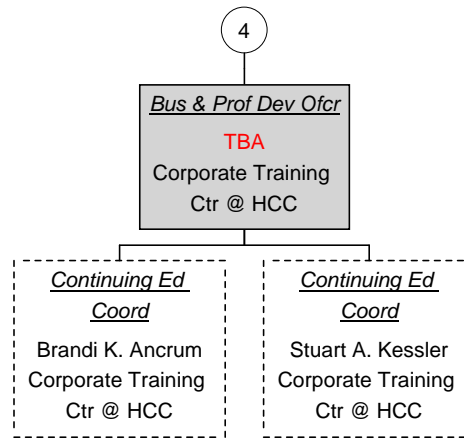 4
Bus & Prof Dev Ofcr
TBA
Corporate Training
Ctr @ HCC
Continuing Ed
Coord
Brandi K. Ancrum
Corporate Training
Ctr @ HCC
Continuing Ed
Coord
Stuart A. Kessler
Corporate Training
Ctr @ HCC